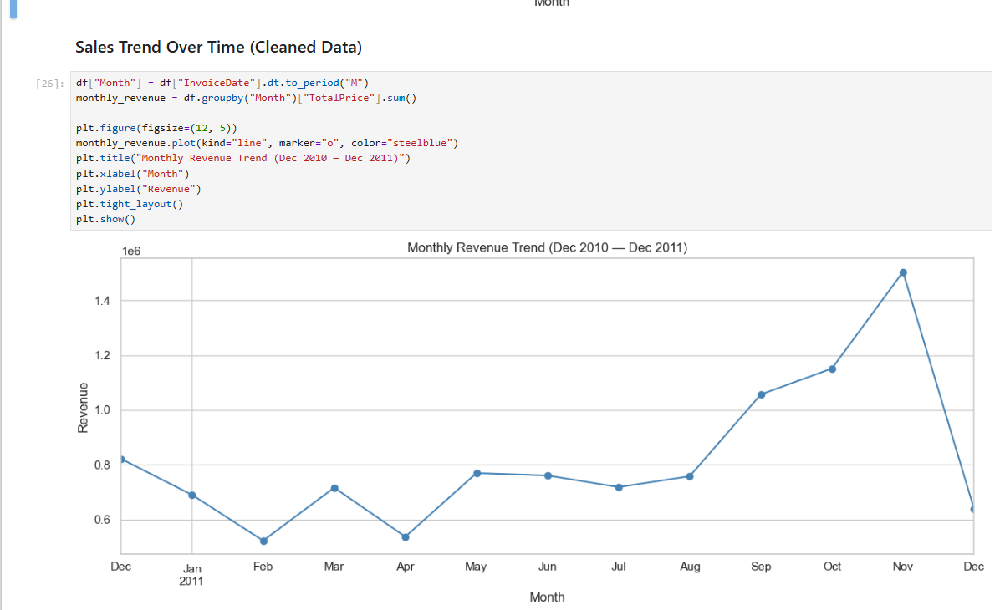 Month
Sales Trend Over Time (Cleaned Data)
[26]:
df["Month"] = df["InvoiceDate"].dt.to_period("M")
monthly_revenue = df.groupby("Month")["TotalPrice"].sum()
plt.figure(figsize=(12, 5))
monthly_revenue.plot(kind="line", marker="o", color="steelblue")
plt.title("Monthly Revenue Trend (Dec 2010 — Dec 2011)")
plt.xlabel("Month")
plt.ylabel("Revenue")
plt.tight_layout()
plt.show()
Monthly Revenue Trend (Dec 2010 — Dec 2011)
1e6
1.4
1.2
1.0
0.8
0.6
Revenue
Dec Jan Feb Mar Apr May Jun Jul Aug Sep Oct Nov Dec
2011
Month